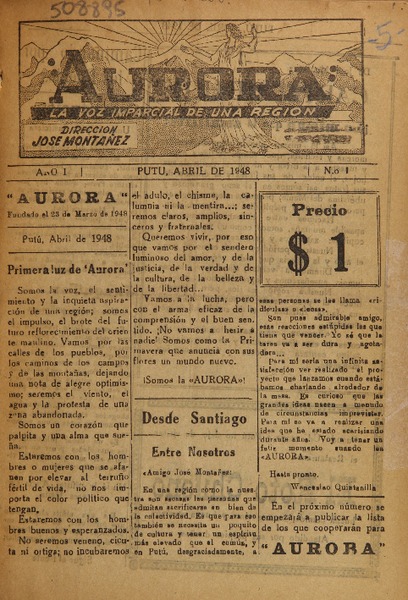 508895
-5-
AURORA
LA VOZ IMPARCIAL DE UNA REGION
DIRECCION
JOSE MONTAÑEZ
AñO I
PUTU, ABRIL DE 1948
N.o 1
"AURORA"
Fundado el 25 de Marzo de 1948
Putú, Abril de 1948
Primera luz de 'Aurora'
Somos la voz, el sentimiento
y la inquieta aspiración
de una región; somos
el impulso, el brote del futuro
reflorecimiento del orien
te maulino. Vamos por las
calles de los pueblos, por
los caminos de los campos
y de las montañas, dejando
una nota de alegre optimismo;
seremos el viento, el
agua y la protesta de una
zona abandonada.
Somos un corazón que
palpita y una alma que sueña.
Estaremos con los hombres
o mujeres que se afanen
por elevar al terruño
fértil de vida, no nos importa
el color político que
tengan.
Estaremos con los hombres
buenos y esperanzados.
No seremos veneno, cicuta
ni ortiga; no incubaremos
el adulo, el chisme, la calumnia
ni la mentira...; seremos
claros, amplios, sinceros
y fraternales.
Queremos vivir, por eso
que vamos por el sendero
luminoso del amor, y de la
justicia, de la verdad y de
la cultura, de la belleza y
de la libertad...
Vamos a la lucha, pero
con el arma eficaz de la
comprensión y el buen sentido.
¡No vamos a herir a
nadie! Somos como la Primavera
que anuncia con sus
flores un mundo nuevo.
¡Somos la «AURORA»!
Desde Santiago
Entre Nosotros
«Amigo José Montañez:
En una región como la nuestra
son escasas las personas que
admitan sacrificarse en bien de
la colectividad. Es que para eso
también se necesita un poquito
de cultura y tener un espíritu
más elevado que el común, y
en Putú, desgraciadamente, a
Precio
$ 1
esas personas se las llama «ridículas»
o «lesas».
San pues admirable amigo,
esas reacciones estúpidas las que
tiene que vencer. Yo sé que la
tarea va a ser dura y agotadora...
Para mí sería una infinita satisfacción
ver realizado el proyecto
que lanzamos cuando estábamos
charlando alrededor de
la mesa. Es curioso que las
grandes ideas nacen a menudo
de circunstancias imprevistas.
Para mí se va a realizar una
idea que he estado acariciando
durante años. Voy a tener un
feliz momento cuando lea
«AURORA».
Hasta pronto.
Wenceslao Quintanilla
En el próximo número se
empezará a publicar la lista
de los que cooperarán para
"AURORA"